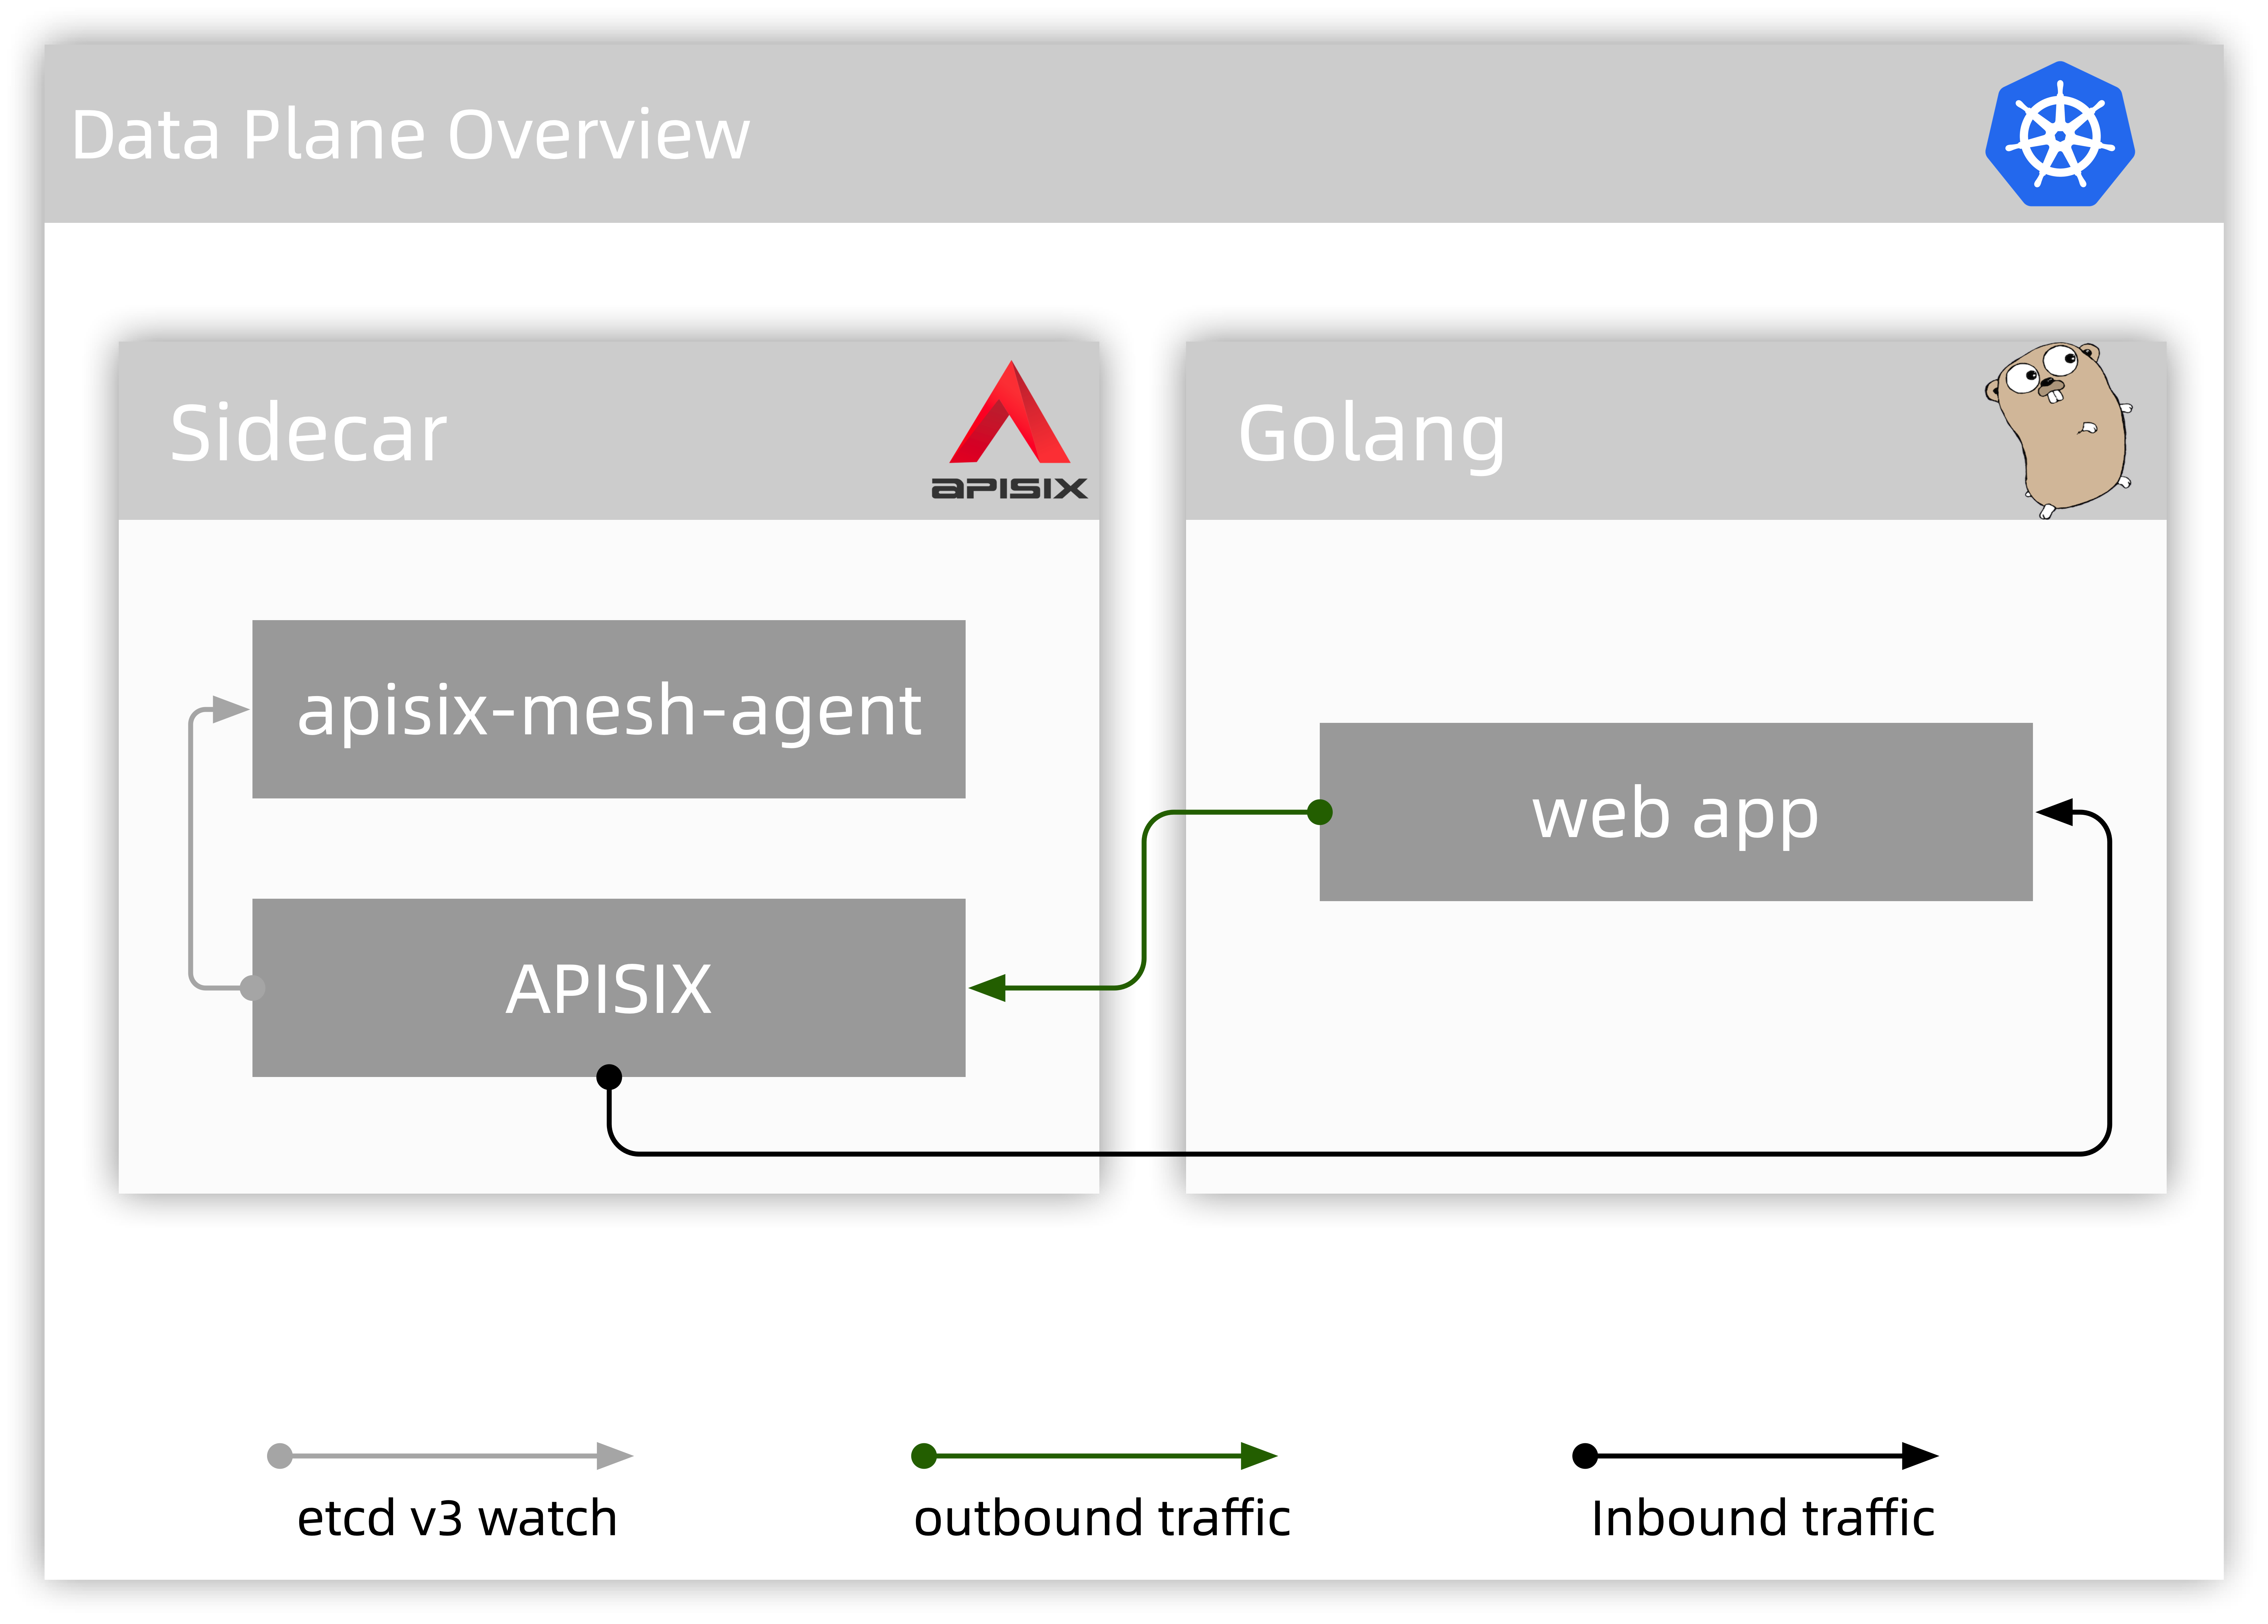 Data Plane Overview
Sidecar
APISIX
Golang
apisix-mesh-agent
web app
APISIX
etcd v3 watch
outbound traffic
Inbound traffic